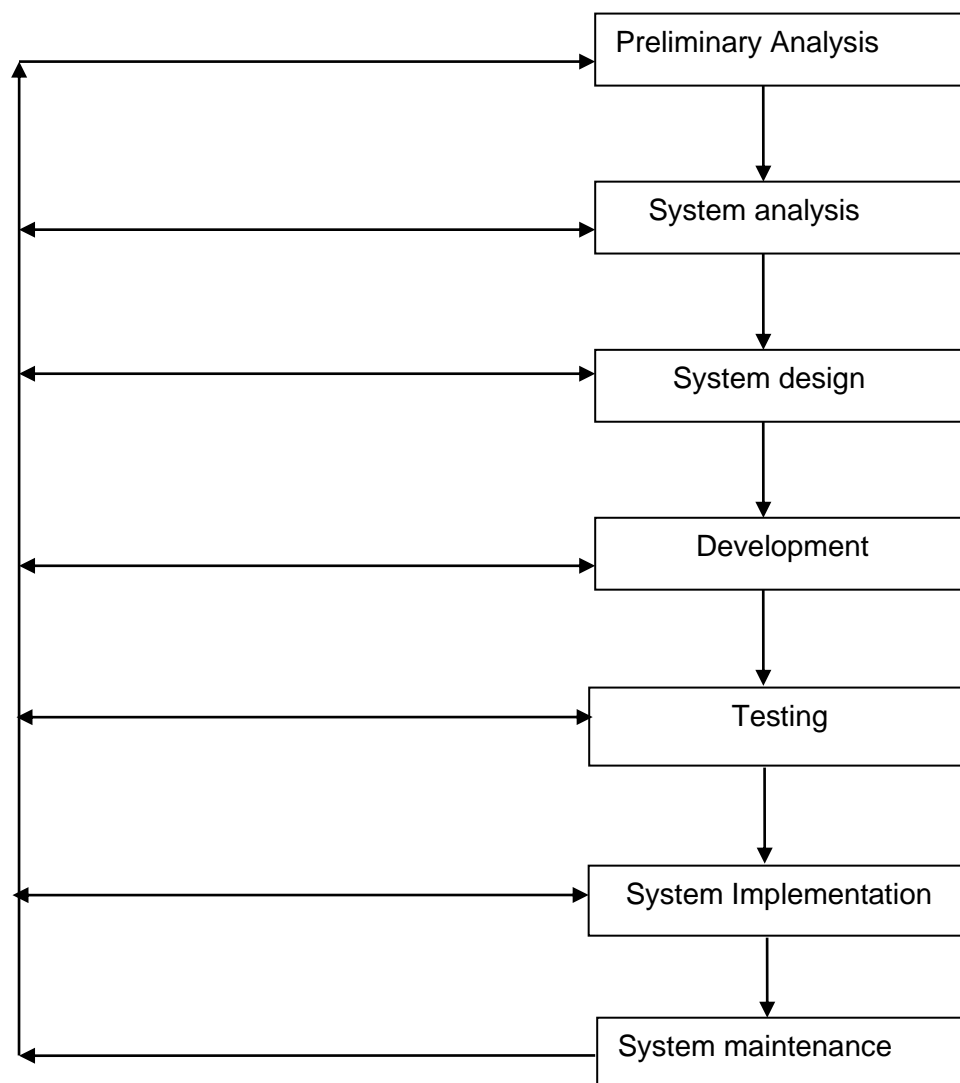 Preliminary Analysis
System analysis
System design
Development
Testing
System Implementation
System maintenance